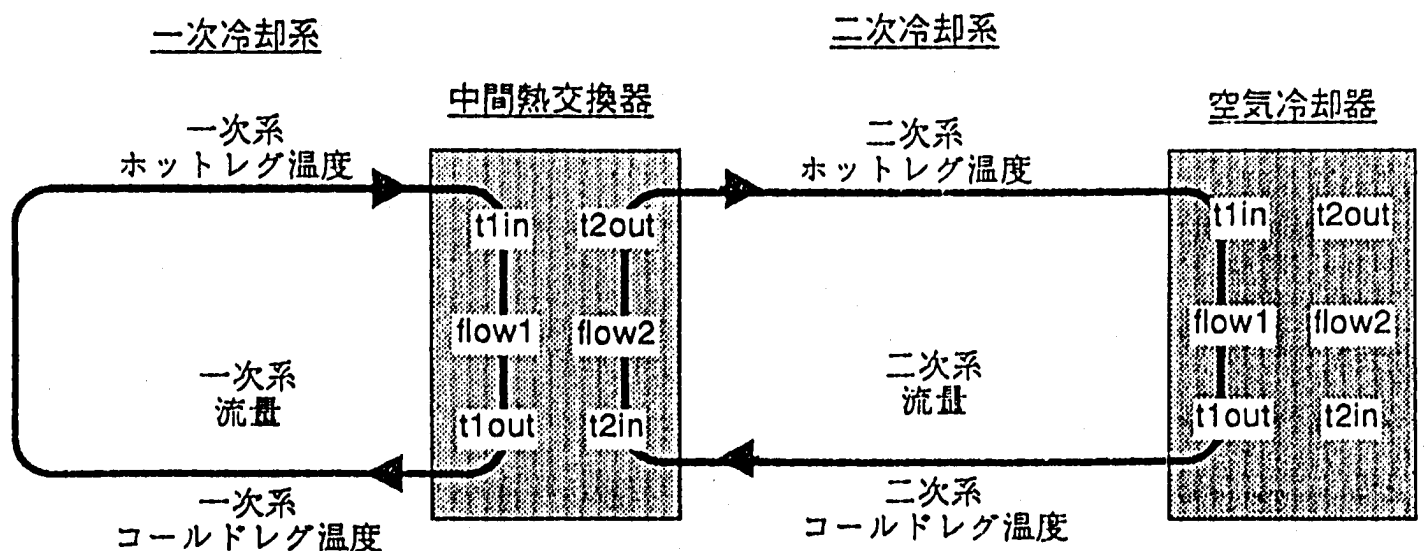 一次冷却系
二次冷却系
中間熱交換器
空気冷却器
一次系
ホットレグ温度
二次系
ホットレグ温度
t1in
t2out
t1in
t2out
flow1
flow2
flow1
flow2
一次系
流量
二次系
流量
t1out
t2in
t1out
t2in
一次系
コールドレグ温度
二次系
コールドレグ温度